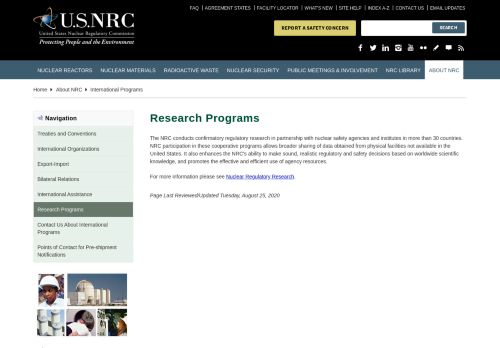 FAQ | AGREEMENT STATES | FACILITY LOCATOR | WHAT'S NEW | SITE HELP | INDEX A-Z | CONTACT US | EMAIL UPDATES
U.S.NRC
United States Nuclear Regulatory Commission
Protecting People and the Environment
REPORT A SAFETY CONCERN
SEARCH
NUCLEAR REACTORS NUCLEAR MATERIALS RADIOACTIVE WASTE NUCLEAR SECURITY PUBLIC MEETINGS & INVOLVEMENT NRC LIBRARY ABOUT NRC
Home About NRC International Programs
Navigation
Treaties and Conventions
International Organizations
Export-Import
Bilateral Relations
International Assistance
Research Programs
Contact Us About International
Programs
Points of Contact for Pre-shipment
Notifications
Research Programs
The NRC conducts confirmatory regulatory research in partnership with nuclear safety agencies and institutes in more than 30 countries.
NRC participation in these cooperative programs allows broader sharing of data obtained from physical facilities not available in the
United States. It also enhances the NRC's ability to make sound, realistic regulatory and safety decisions based on worldwide scientific
knowledge, and promotes the effective and efficient use of agency resources.
For more information please see Nuclear Regulatory Research.
Page Last Reviewed/Updated Tuesday, August 25, 2020